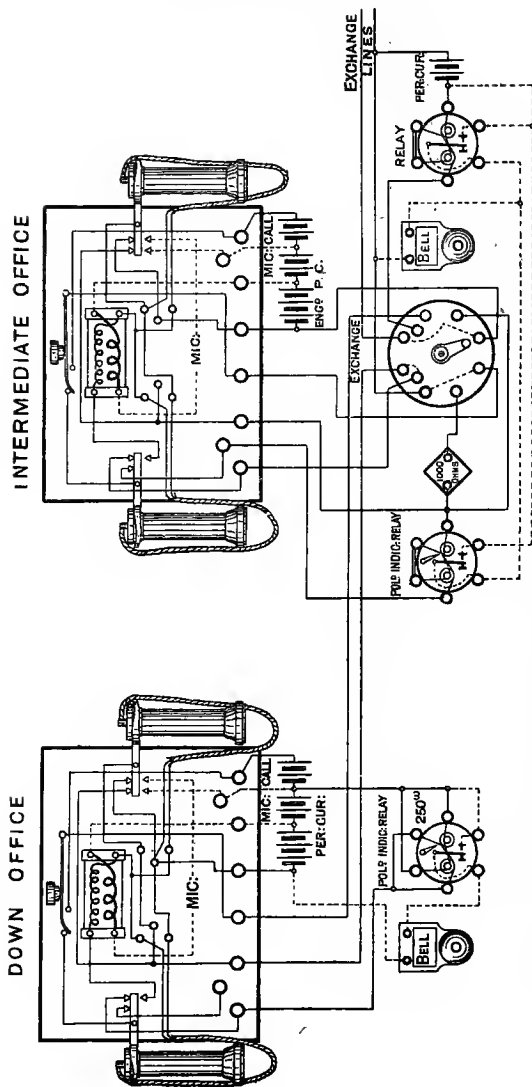 INTERMEDIATE OFFICE
MIC:
MIC: CALL
ENGD P. C.
EXCHANGE
LINES
PER: CUR:
RELAY
H+
BELL
EXCHANGE
1000
OHMS
POLD INDIC: RELAY
H+
DOWN OFFICE
MIC:
MIC: CALL
PER: CUR:
POLD INDIC: RELAY
250ω
H+
BELL